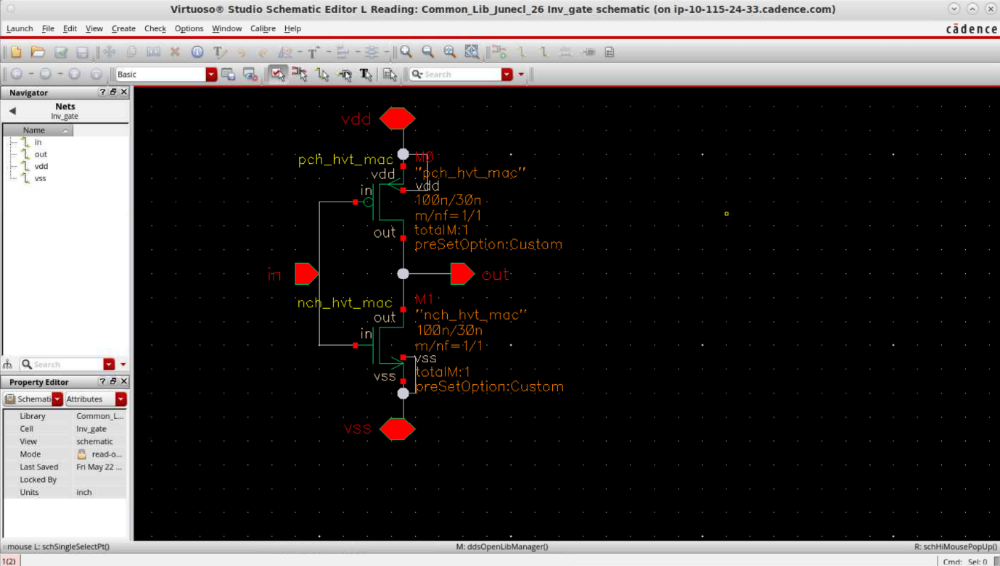 Virtuoso® Studio Schematic Editor L Reading: Common_Lib_Junecl_26 Inv_gate schematic (on ip-10-115-24-33.cadence.com)
Launch File Edit View Create Check Options Window Calibre Help
cādence
Basic
Search
Navigator
Nets
Inv_gate
Name
in
out
vdd
vss
Search
Property Editor
Schemati
Attributes
Library Common_L...
Cell Inv_gate
View schematic
Mode read-o...
Last Saved Fri May 22 ...
Locked By
Units inch
vdd
pch_hvt_mac
M0
vdd
"pch_hvt_mac"
in
vdd
100n/30n
m/nf=1/1
out
totalM:1
preSetOption:Custom
in
out
nch_hvt_mac
M1
out
"nch_hvt_mac"
in
100n/30n
m/nf=1/1
vss
vss
totalM:1
preSetOption:Custom
vss
mouse L: schSingleSelectPt()
M: ddsOpenLibManager()
R: schHiMousePopUp()
1(2)
Cmd: Sel: 0